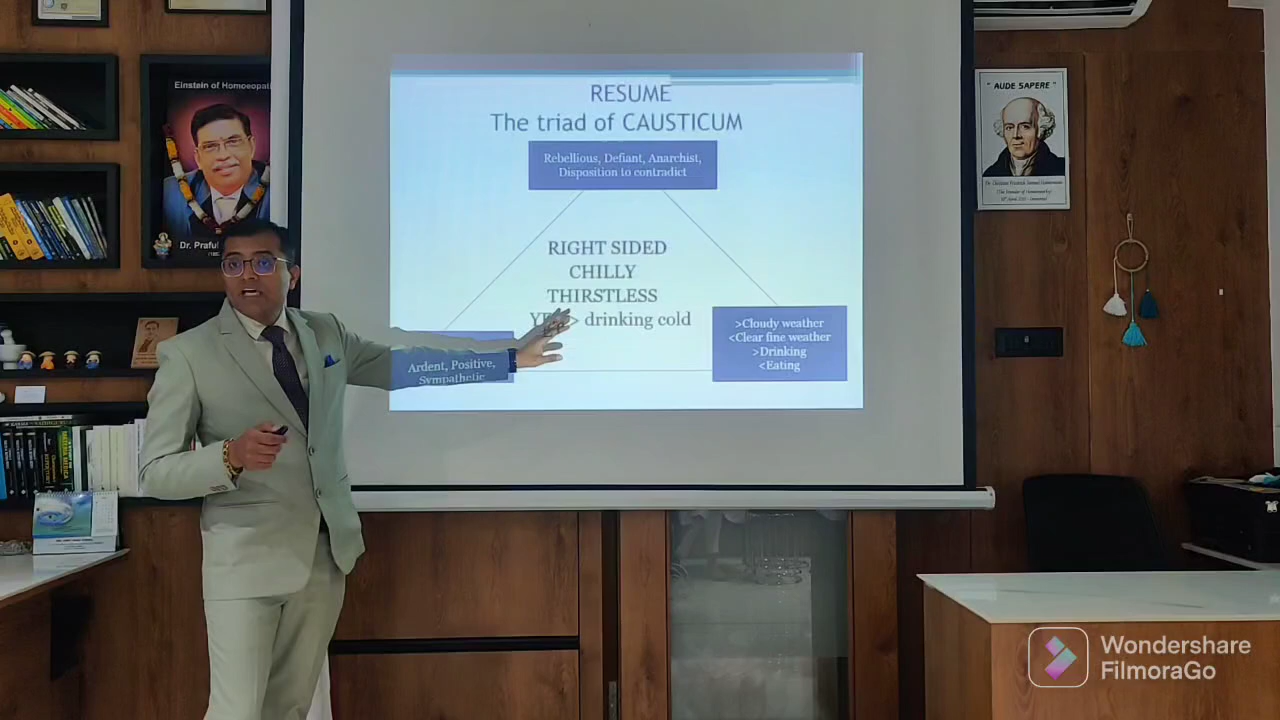 Einstein of Homoeopat
Dr. Praful
RESUME
The triad of CAUSTICUM
Rebellious, Defiant, Anarchist,
Disposition to contradict
RIGHT SIDED
CHILLY
THIRSTLESS
> drinking cold
>Cloudy weather
<Clear fine weather
>Drinking
<Eating
Ardent, Positive,
Sympathetic
" AUDE SAPERE "
Wondershare
FilmoraGo